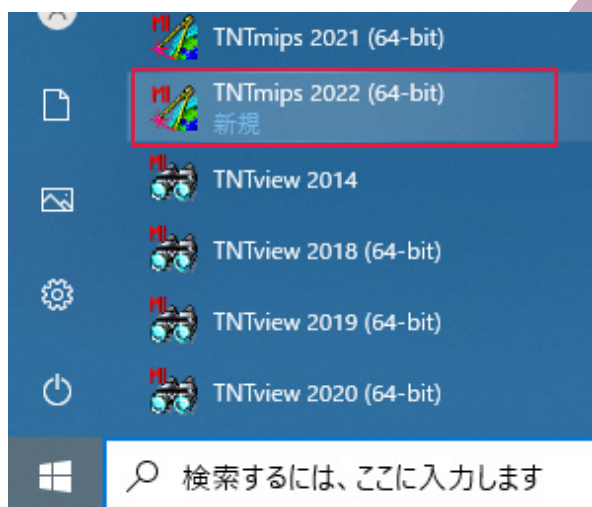 TNTmips 2021 (64-bit)
TNTmips 2022 (64-bit)
新規
TNTview 2014
TNTview 2018 (64-bit)
TNTview 2019 (64-bit)
TNTview 2020 (64-bit)
検索するには、ここに入力します